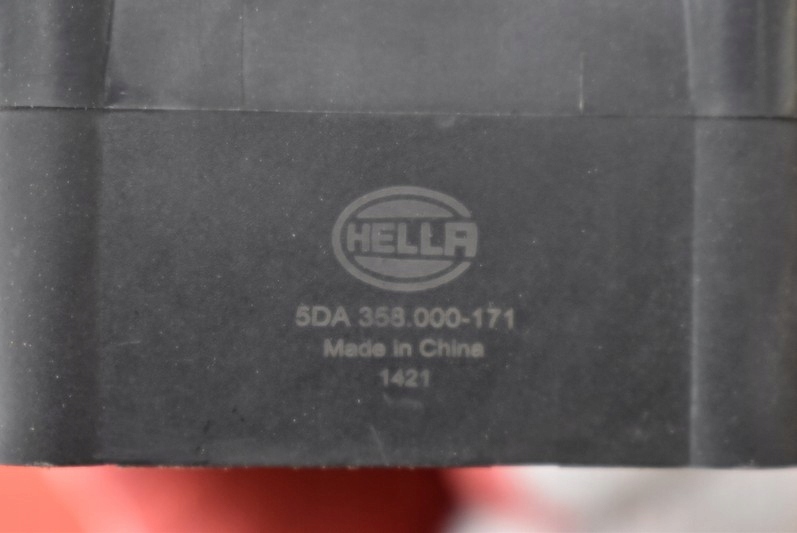 HELLA
5DA 358.000-171
Made in China
1421